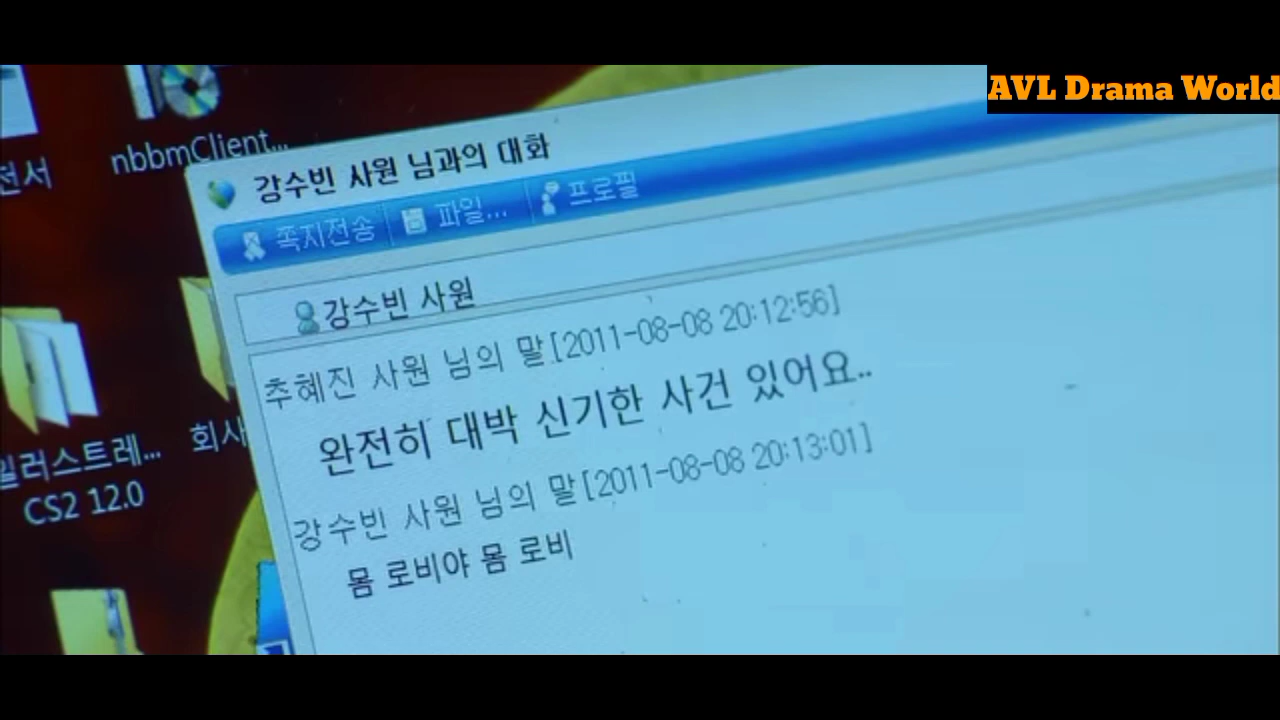 AVL Drama World
천서
nbbmClient...
강수빈 사원 님과의 대화
쪽지전송 파일... 프로필
강수빈 사원
추혜진 사원 님의 말[2011-08-08 20:12:56]
완전히 대박 신기한 사건 있어요..
강수빈 사원 님의 말[2011-08-08 20:13:01]
몸 로비야 몸 로비
일러스트레...
CS2 12.0
회사